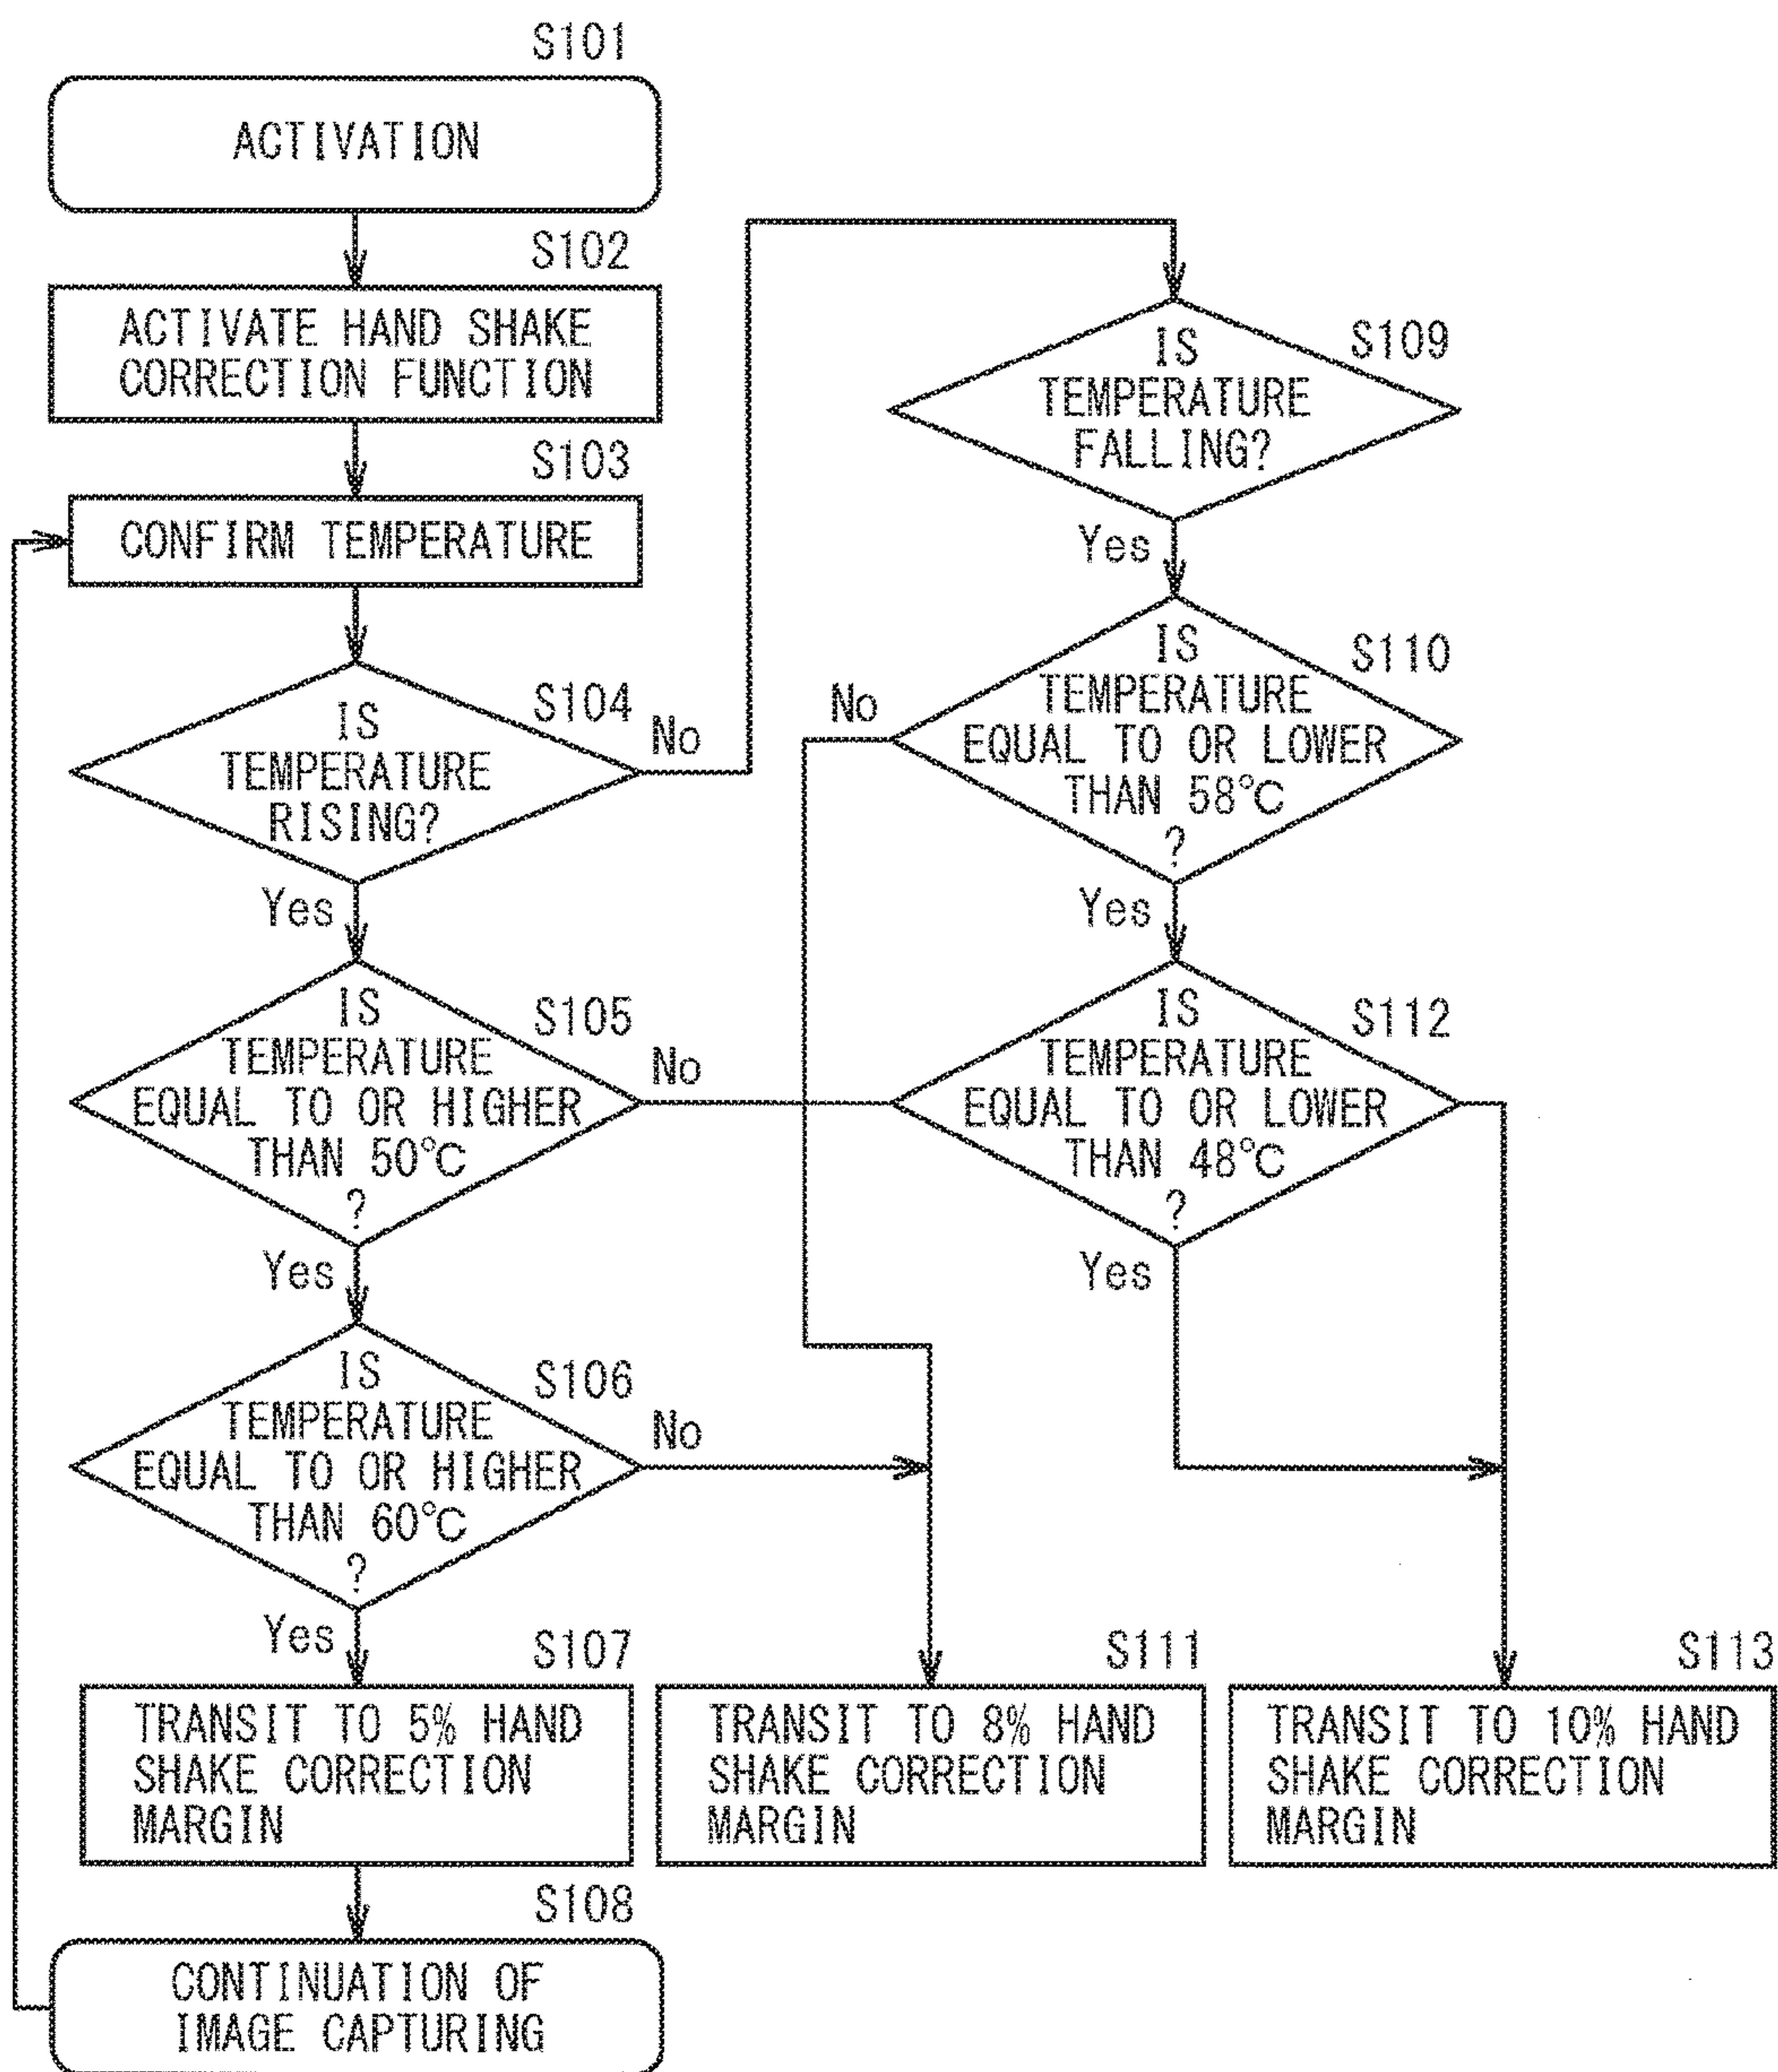 S101
ACTIVATION
S102
ACTIVATE HAND SHAKE
CORRECTION FUNCTION
S103
CONFIRM TEMPERATURE
S104
IS
TEMPERATURE
RISING?
No
Yes
S105
IS
TEMPERATURE
EQUAL TO OR HIGHER
THAN 50℃
?
No
Yes
S106
IS
TEMPERATURE
EQUAL TO OR HIGHER
THAN 60℃
?
No
Yes
S107
TRANSIT TO 5% HAND
SHAKE CORRECTION
MARGIN
S108
CONTINUATION OF
IMAGE CAPTURING
S109
IS
TEMPERATURE
FALLING?
Yes
S110
IS
TEMPERATURE
EQUAL TO OR LOWER
THAN 58℃
?
No
Yes
S112
IS
TEMPERATURE
EQUAL TO OR LOWER
THAN 48℃
?
Yes
S111
TRANSIT TO 8% HAND
SHAKE CORRECTION
MARGIN
S113
TRANSIT TO 10% HAND
SHAKE CORRECTION
MARGIN